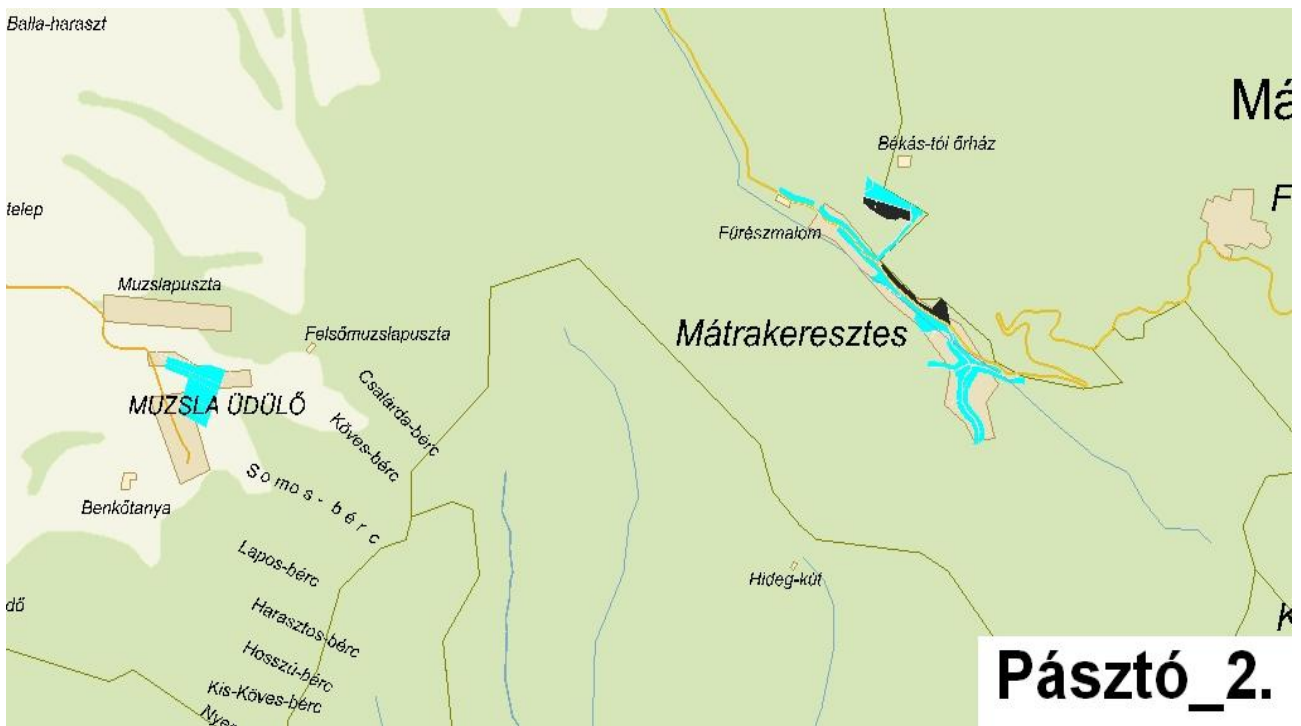 Balla-haraszt
Má
Békás-tói őrház
telep
F
Fűrészmalom
Muzslapuszta
Felsőmuzslapuszta
Mátrakeresztes
Csalárda-bérc
MUZSLA ÜDÜLŐ
Köves-bérc
Somos-bérc
Benkőtanya
Lapos-bérc
Hideg-kút
dő
Harasztos-bérc
K
Hosszú-bérc
Pásztó_2.
Kis-Köves-bérc